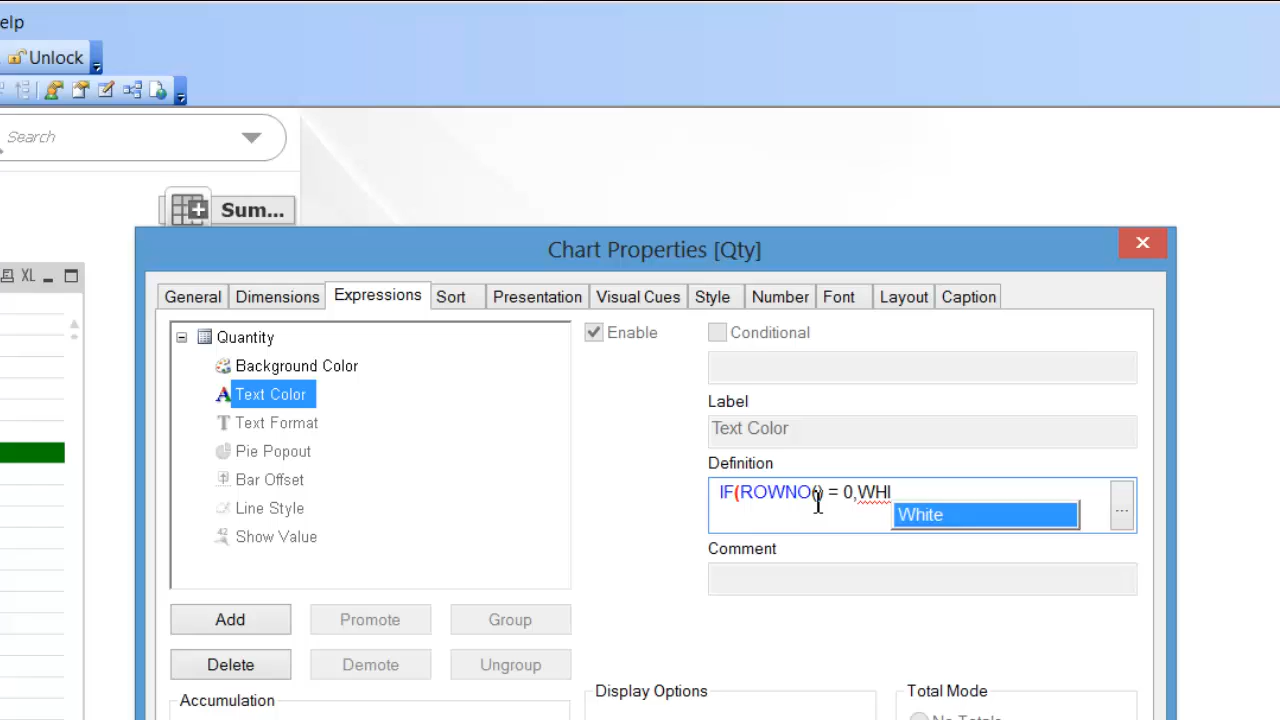 elp
Unlock
Search
Sum...
XL
Chart Properties [Qty]
General Dimensions Expressions Sort Presentation Visual Cues Style Number Font Layout Caption
Quantity
Background Color
Text Color
Text Format
Pie Popout
Bar Offset
Line Style
Show Value
Add Promote Group
Delete Demote Ungroup
Accumulation
Enable
Conditional
Label
Text Color
Definition
IF(ROWNO() = 0,WHI
White
...
Comment
Display Options
Total Mode
No Totals